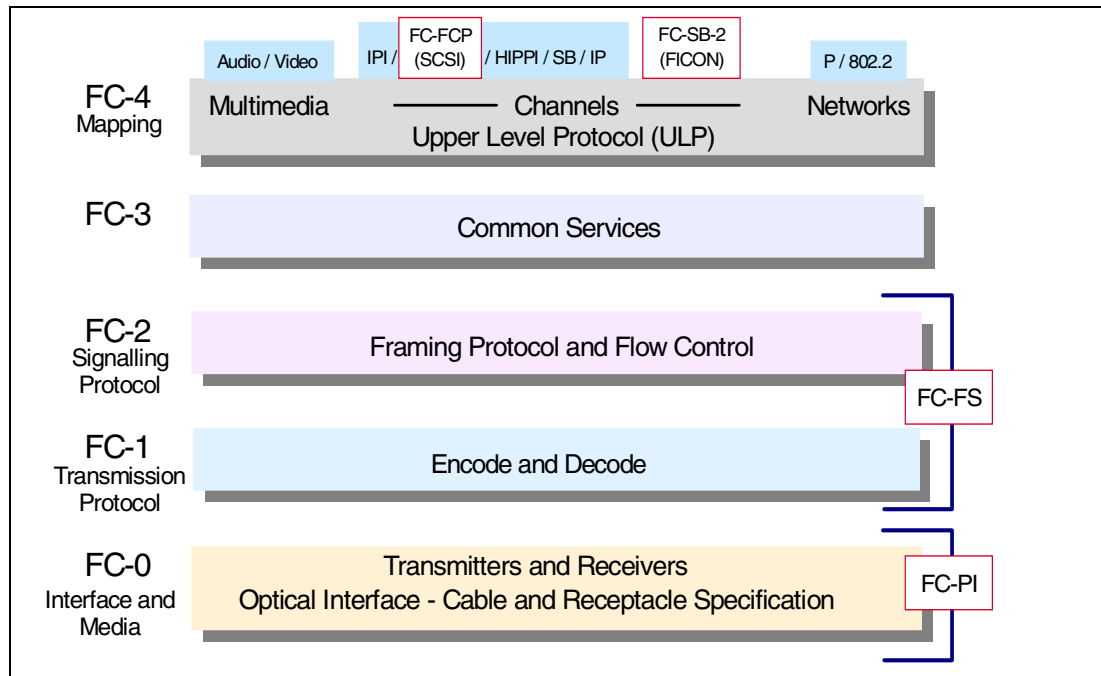 FC-4
Mapping
Audio / Video
IPI /
FC-FCP
(SCSI)
/ HIPPI / SB / IP
FC-SB-2
(FICON)
P / 802.2
Multimedia
Channels
Networks
Upper Level Protocol (ULP)
FC-3
Common Services
FC-2
Signalling
Protocol
Framing Protocol and Flow Control
FC-1
Transmission
Protocol
Encode and Decode
FC-FS
FC-0
Interface and
Media
Transmitters and Receivers
Optical Interface - Cable and Receptacle Specification
FC-PI